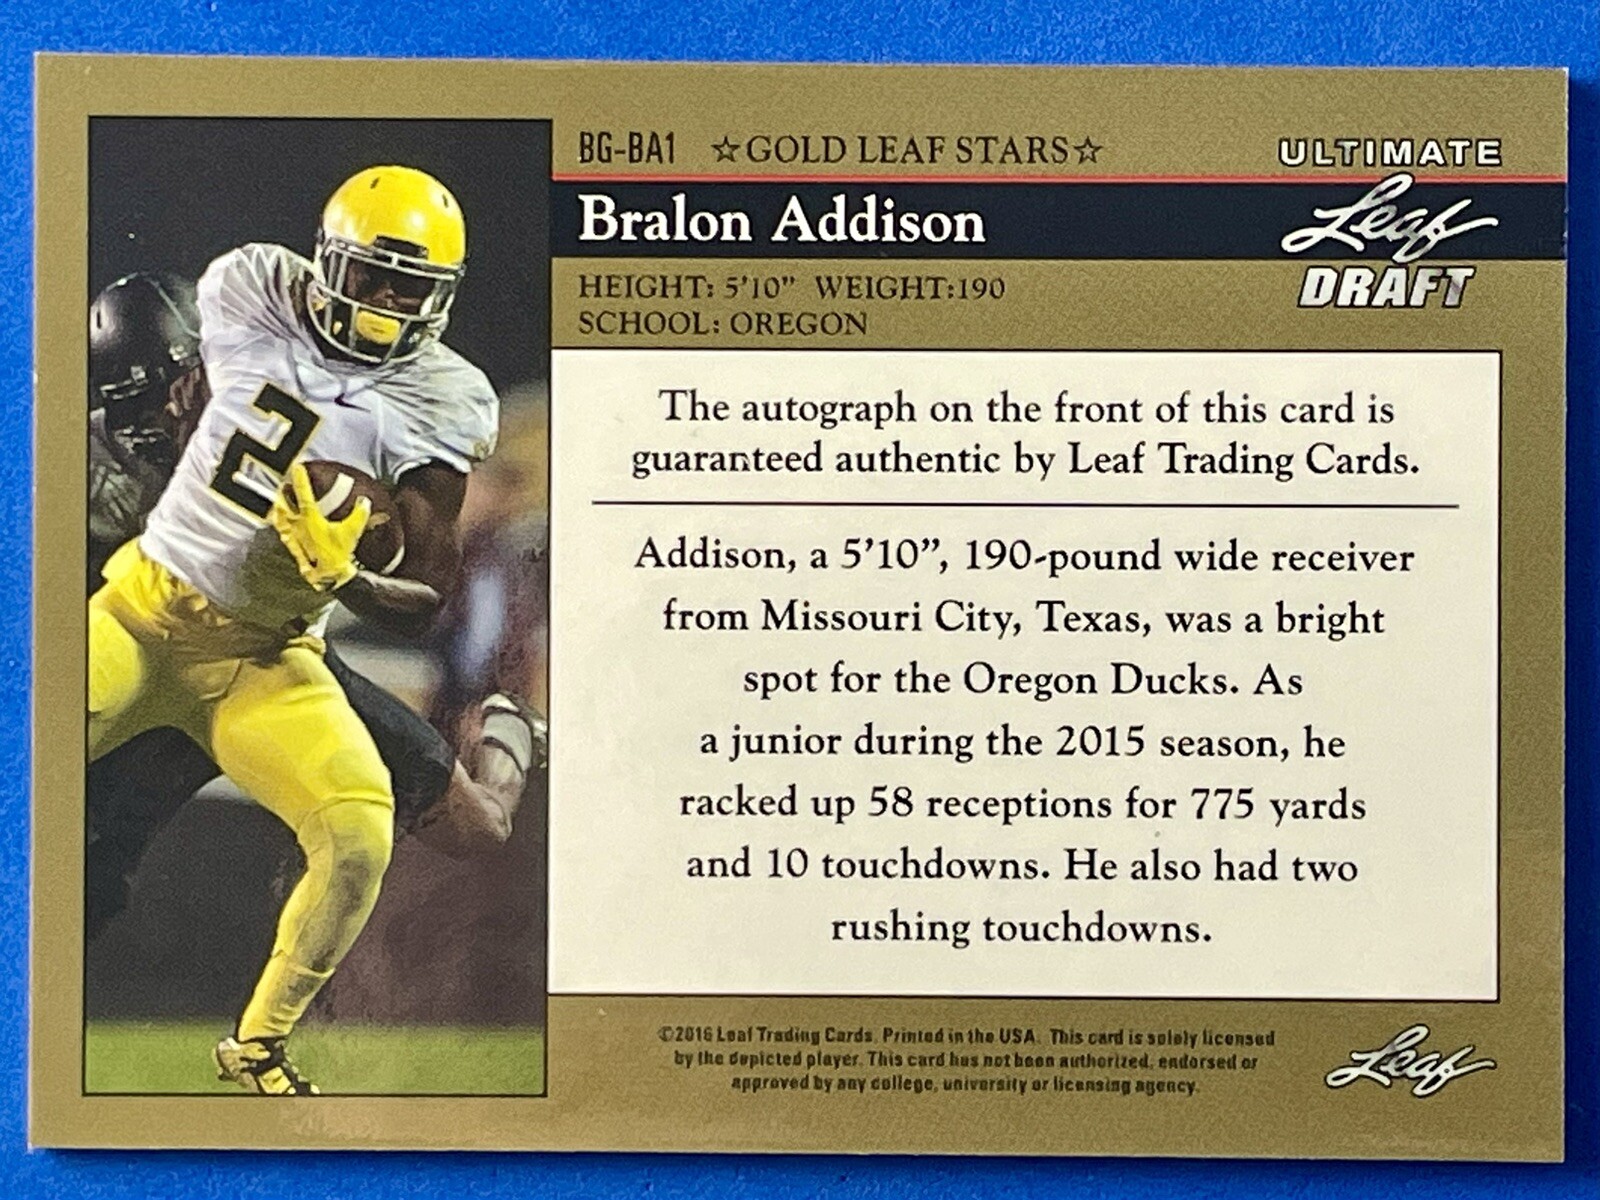 BG-BA1 ☆GOLD LEAF STARS☆
ULTIMATE
Leaf
DRAFT
Bralon Addison
HEIGHT: 5'10" WEIGHT:190
SCHOOL: OREGON
2
The autograph on the front of this card is
guaranteed authentic by Leaf Trading Cards.
Addison, a 5’10”, 190-pound wide receiver
from Missouri City, Texas, was a bright
spot for the Oregon Ducks. As
a junior during the 2015 season, he
racked up 58 receptions for 775 yards
and 10 touchdowns. He also had two
rushing touchdowns.
©2016 Leaf Trading Cards. Printed in the USA. This card is solely licensed
by the depicted player. This card has not been authorized, endorsed or
approved by any college, university or licensing agency.
Leaf